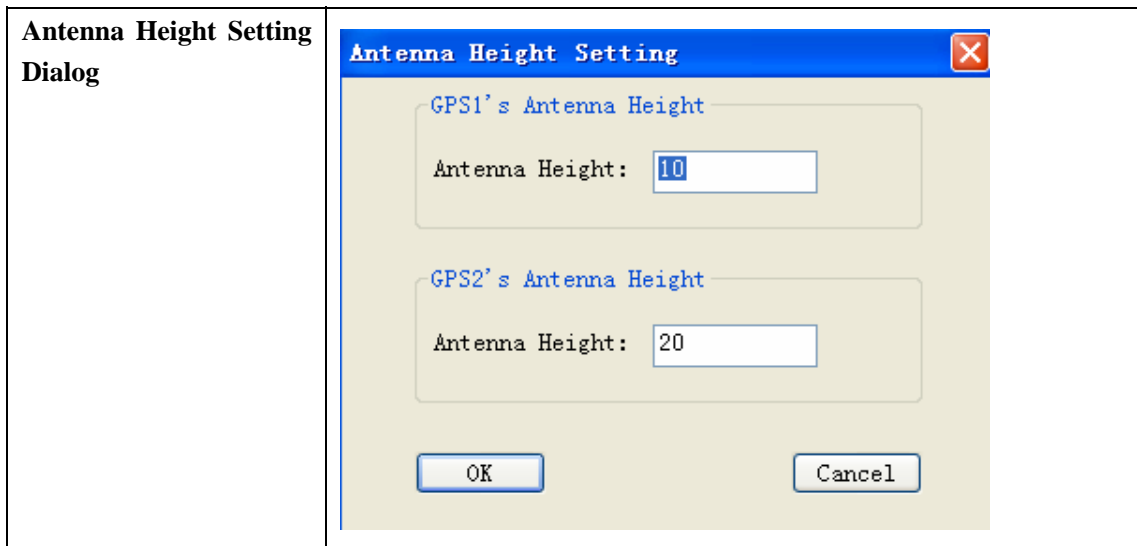 Antenna Height Setting
Dialog
Antenna Height Setting
GPS1's Antenna Height
Antenna Height: 10
GPS2's Antenna Height
Antenna Height: 20
OK Cancel